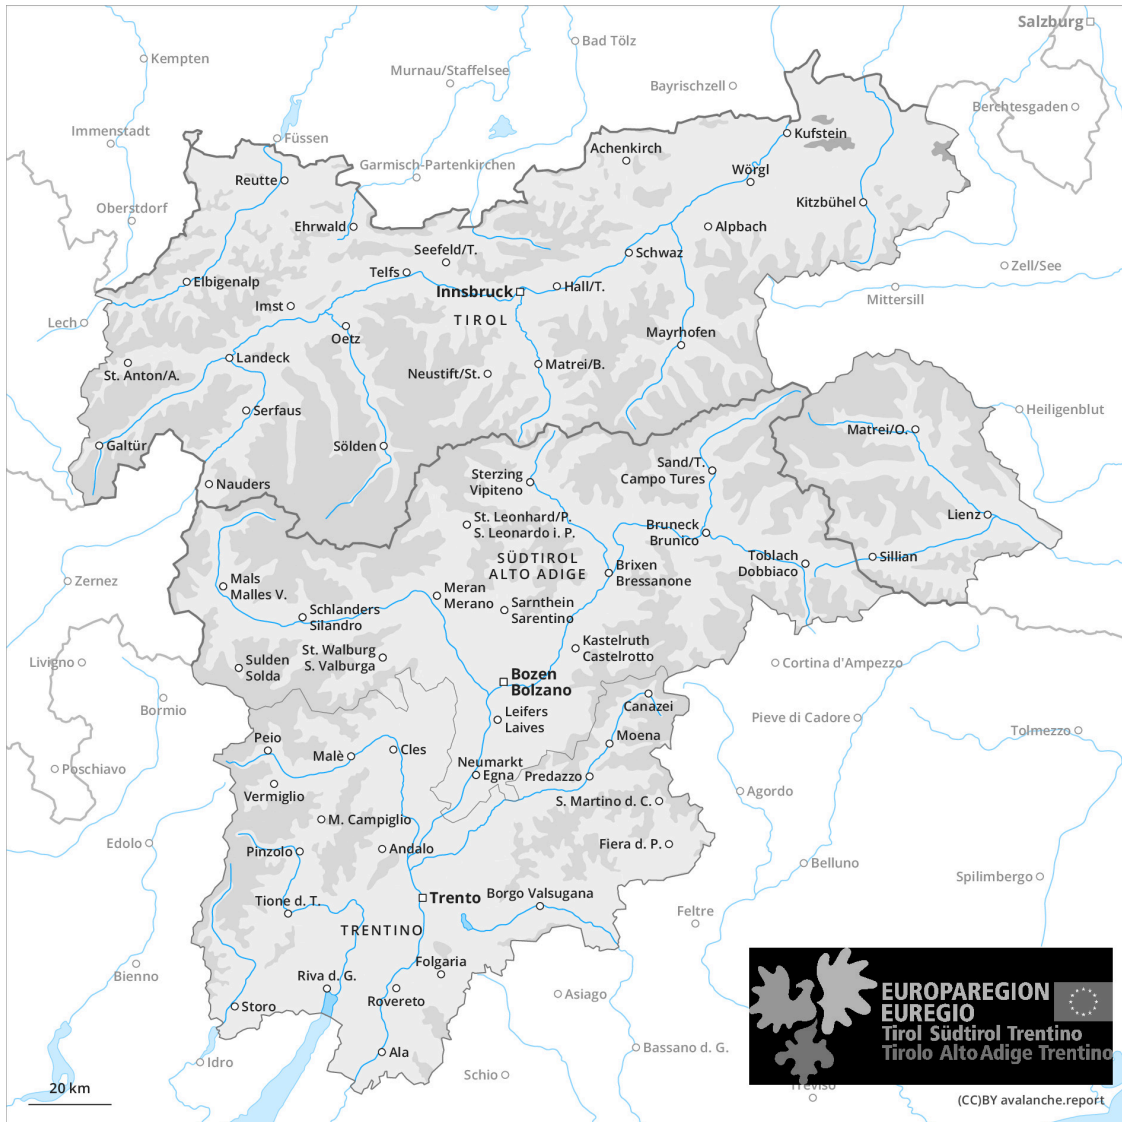 Salzburg
Bad Tölz
Kempten
Murnau/Staffelsee
Bayrischzell
Berchtesgaden
Immenstadt
Füssen
Kufstein
Achenkirch
Garmisch-Partenkirchen
Wörgl
Reutte
Kitzbühel
Oberstdorf
Ehrwald
Alpbach
Seefeld/T.
Schwaz
Telfs
Zell/See
Elbigenalp
Innsbruck
Hall/T.
Mittersill
Imst
TIROL
Lech
Oetz
Mayrhofen
Landeck
Matrei/B.
St. Anton/A.
Neustift/St.
Serfaus
Heiligenblut
Matrei/O.
Galtür
Sölden
Sand/T.
Campo Tures
Sterzing
Vipiteno
Nauders
St. Leonhard/P.
S. Leonardo i. P.
Bruneck
Brunico
Lienz
SÜDTIROL
ALTO ADIGE
Toblach
Dobbiaco
Sillian
Brixen
Bressanone
Zernez
Mals
Malles V.
Meran
Merano
Sarnthein
Sarentino
Schlanders
Silandro
Kastelruth
Castelrotto
St. Walburg
S. Valburga
Livigno
Sulden
Solda
Cortina d'Ampezzo
Bozen
Bolzano
Bormio
Canazei
Leifers
Laives
Pieve di Cadore
Tolmezzo
Peio
Moena
Malè
Cles
Neumarkt
Egna
Predazzo
Poschiavo
Vermiglio
S. Martino d. C.
Agordo
M. Campiglio
Edolo
Pinzolo
Andalo
Fiera d. P.
Belluno
Spilimbergo
Tione d. T.
Trento
Borgo Valsugana
Feltre
TRENTINO
Bienno
Folgaria
Riva d. G.
Rovereto
Asiago
Storo
EUROPAREGION
EUREGIO
Tirol Südtirol Trentino
Tirolo Alto Adige Trentino
Idro
Ala
Bassano d. G.
Schio
Treviso
20 km
(CC)BY avalanche.report